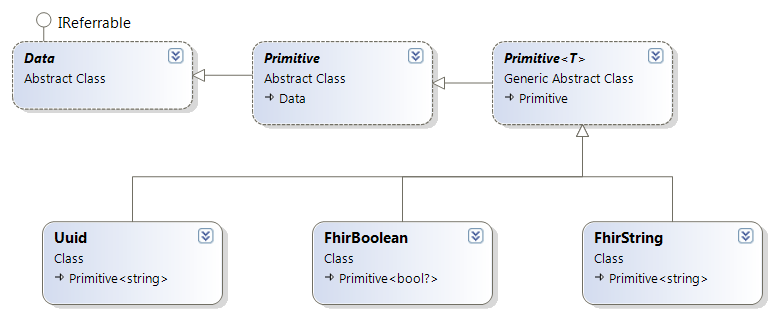 IReferrable
Data
Abstract Class
Primitive
Abstract Class
Data
Primitive<T>
Generic Abstract Class
Primitive
Uuid
Class
Primitive<string>
FhirBoolean
Class
Primitive<bool?>
FhirString
Class
Primitive<string>